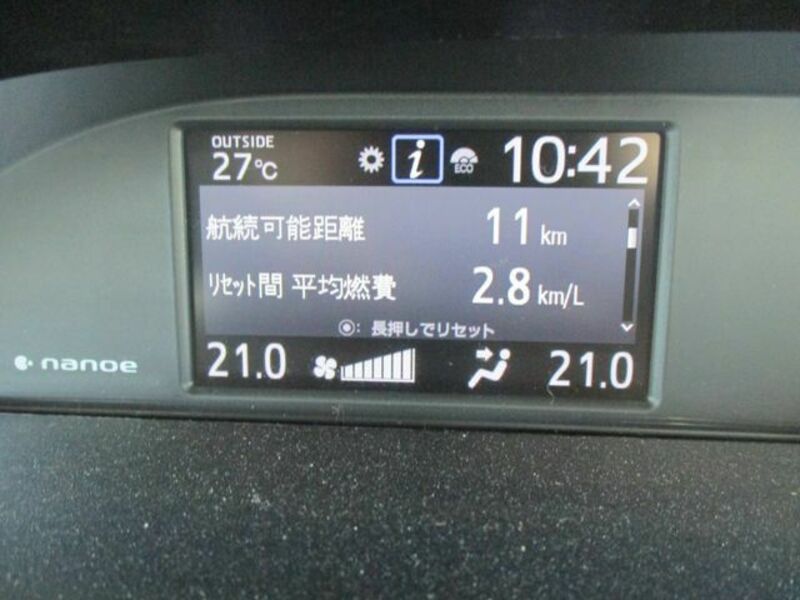 OUTSIDE
27℃
i
ECO
10:42
航続可能距離 11 km
リセット間 平均燃費 2.8 km/L
◉: 長押しでリセット
21.0
21.0
nanoe